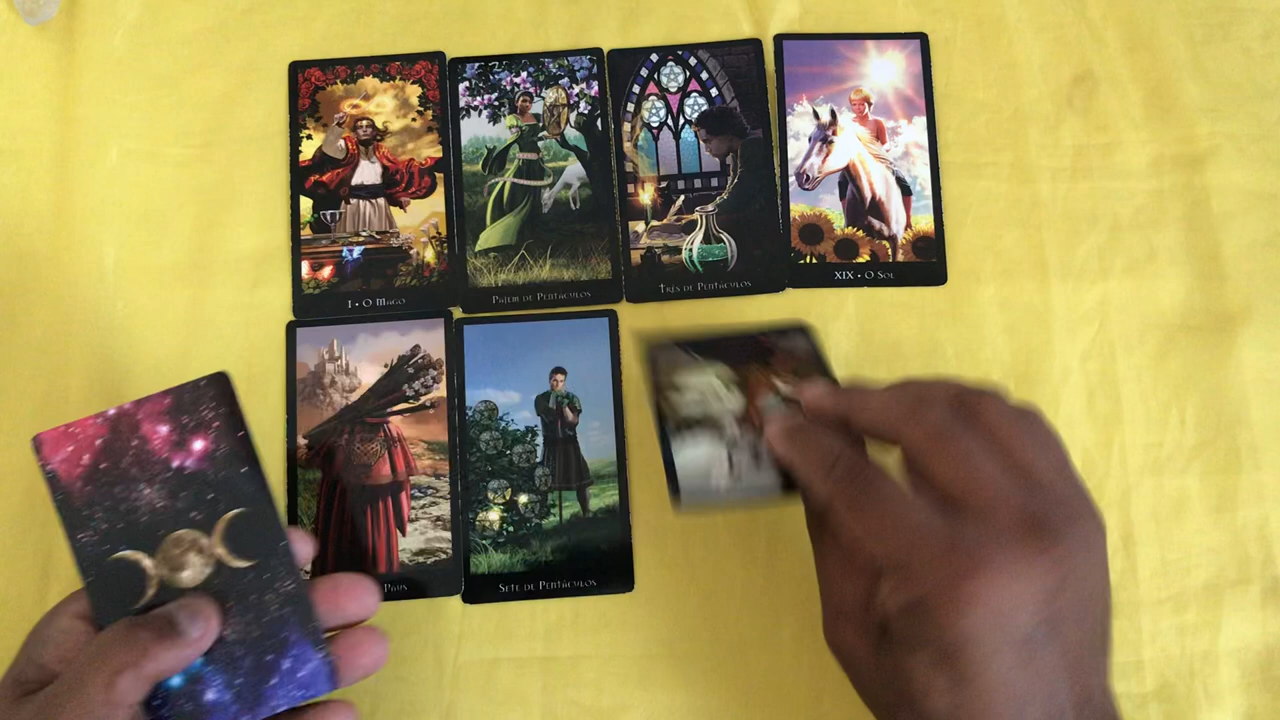 I • O Mago
Pajem de Pentáculos
Três de Pentáculos
XIX • O Sol
Paus
Sete de Pentáculos